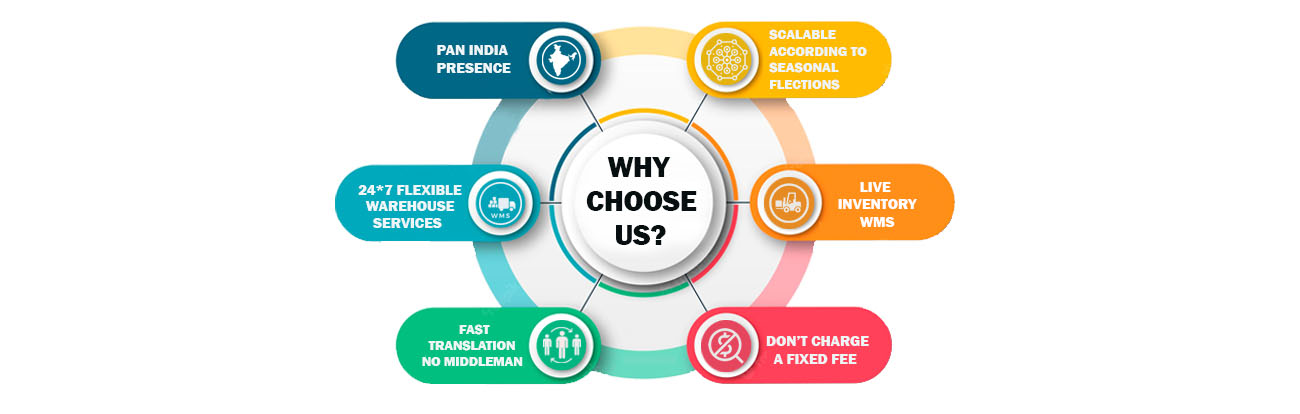 PAN INDIA
PRESENCE
SCALABLE
ACCORDING TO
SEASONAL
FLECTIONS
24*7 FLEXIBLE
WAREHOUSE
SERVICES
WMS
WHY
CHOOSE
US?
LIVE
INVENTORY
WMS
FAST
TRANSLATION
NO MIDDLEMAN
DON'T CHARGE
A FIXED FEE